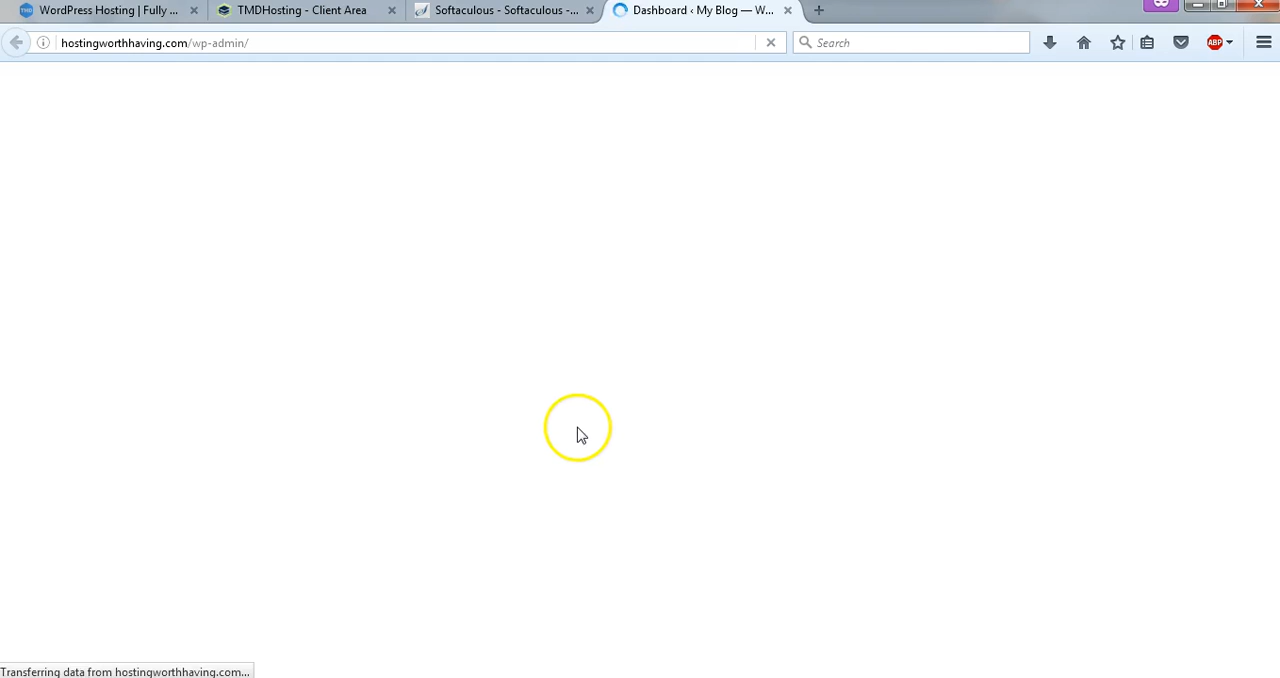 WordPress Hosting | Fully ...
TMDHosting - Client Area
Softaculous - Softaculous -...
Dashboard ‹ My Blog — W...
hostingworthhaving.com/wp-admin/
Search
ABP
Transferring data from hostingworthhaving.com...